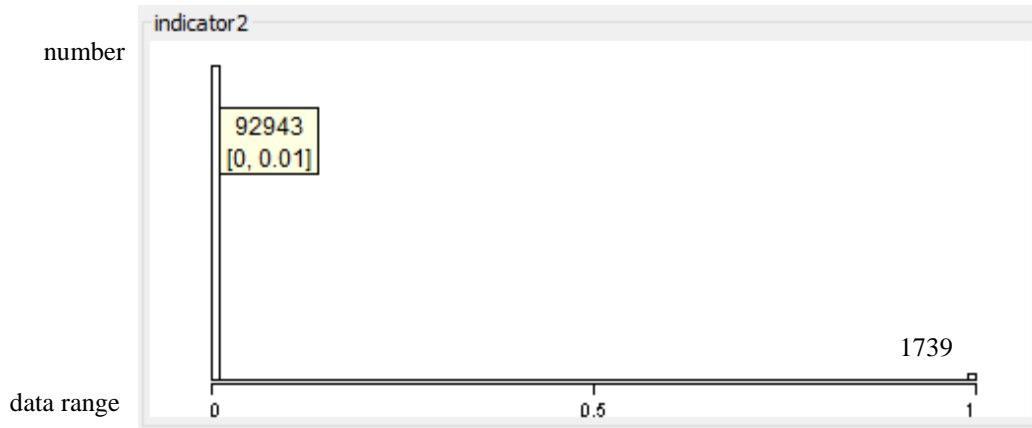 indicator2
number
92943
[0, 0.01]
1739
data range
0
0.5
1